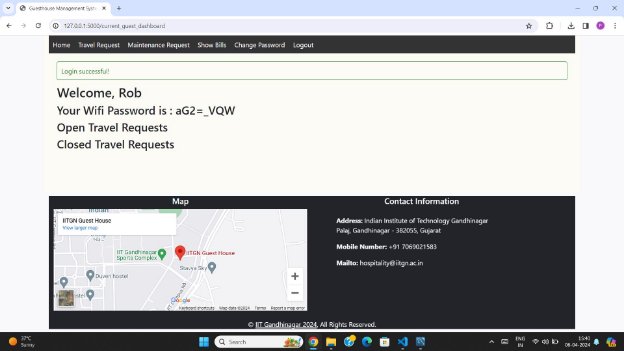 Guesthouse Management Syst
127.0.0.1:5000/current_guest_dashboard
Home Travel Request Maintenance Request Show Bills Change Password Logout
Login successful!
Welcome, Rob
Your Wifi Password is : aG2=_VQW
Open Travel Requests
Closed Travel Requests
Map
IITGN Guest House
View larger map
IIT Gandhinagar
Sports Complex
IITGN Guest House
Stavya Sky
Duven hostel
Google
Keyboard shortcuts Map data ©2024 Terms Report a map error
Contact Information
Address: Indian Institute of Technology Gandhinagar
Palaj, Gandhinagar - 382055, Gujarat
Mobile Number: +91 7069021583
Mailto: hospitality@iitgn.ac.in
© IIT Gandhinagar 2024, All Rights Reserved.
37°C
Sunny
Search
ENG
IN
15:40
06-04-2024